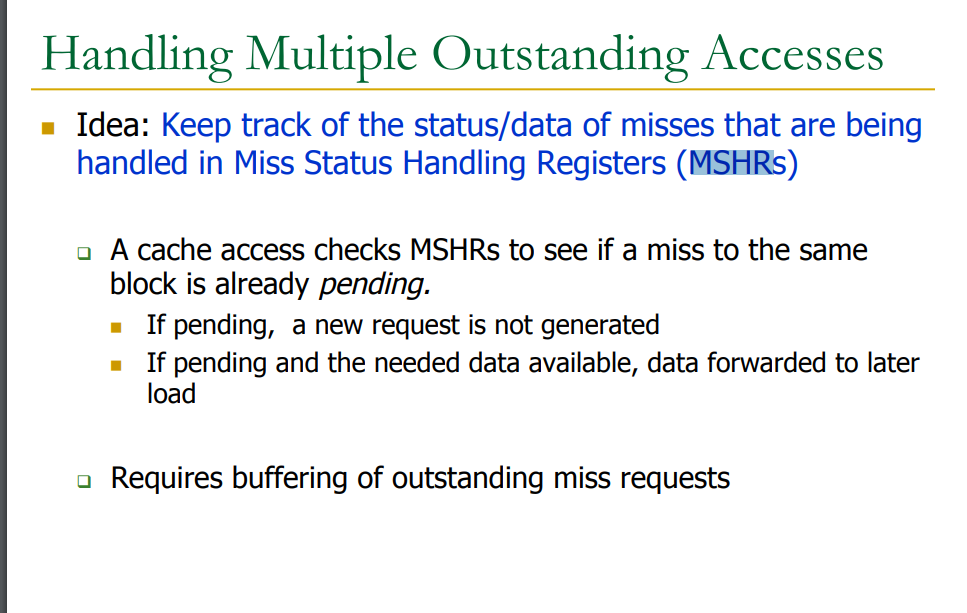 Handling Multiple Outstanding Accesses
Idea: Keep track of the status/data of misses that are being
handled in Miss Status Handling Registers (MSHRs)
A cache access checks MSHRs to see if a miss to the same
block is already pending.
If pending,  a new request is not generated
If pending and the needed data available, data forwarded to later
load
Requires buffering of outstanding miss requests